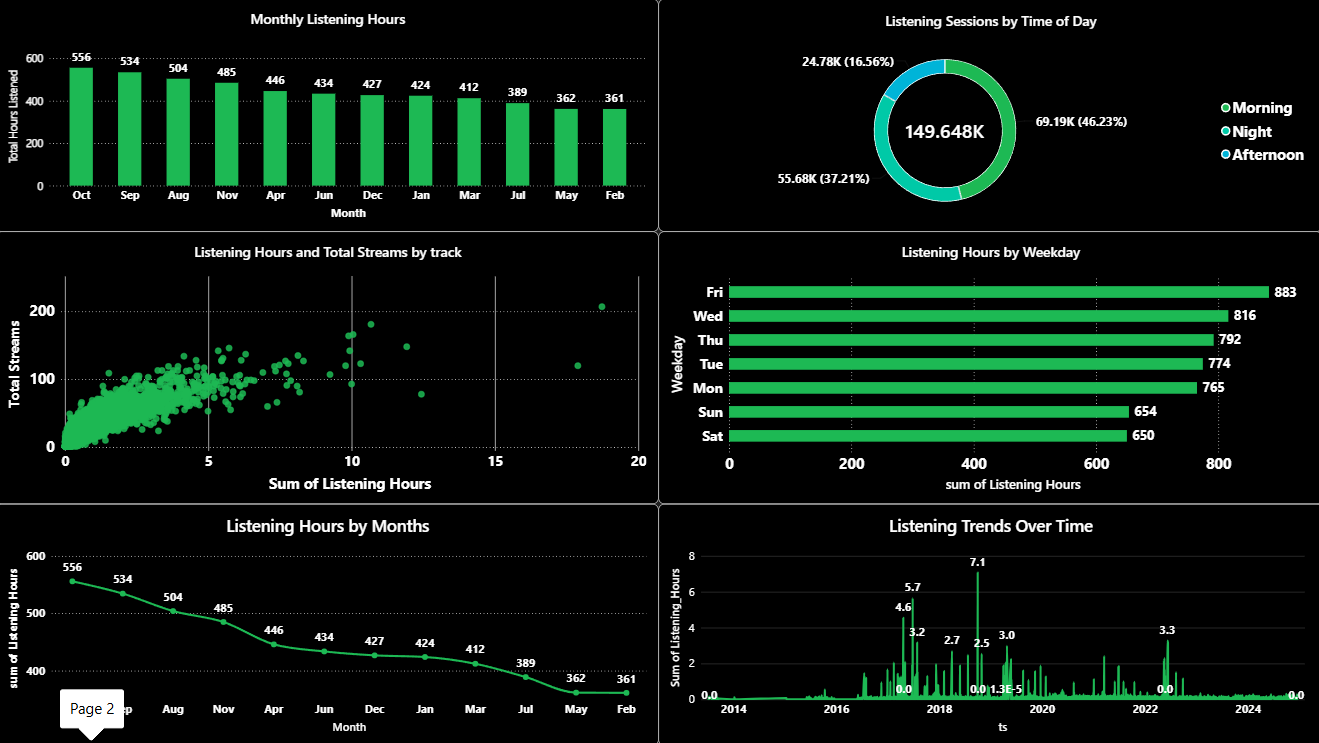 Monthly Listening Hours
Total Hours Listened
600
400
200
0
556
534
504
485
446
434
427
424
412
389
362
361
Oct
Sep
Aug
Nov
Apr
Jun
Dec
Jan
Mar
Jul
May
Feb
Month
Listening Sessions by Time of Day
24.78K (16.56%)
69.19K (46.23%)
149.648K
55.68K (37.21%)
Morning
Night
Afternoon
Listening Hours and Total Streams by track
Total Streams
200
100
0
0
5
10
15
20
Sum of Listening Hours
Listening Hours by Weekday
Weekday
Fri 883
Wed 816
Thu 792
Tue 774
Mon 765
Sun 654
Sat 650
0
200
400
600
800
sum of Listening Hours
Listening Hours by Months
sum of Listening Hours
600
500
400
556
534
504
485
446
434
427
424
412
389
362
361
ep
Aug
Nov
Apr
Jun
Dec
Jan
Mar
Jul
May
Feb
Month
Page 2
Listening Trends Over Time
Sum of Listening_Hours
8
6
4
2
0
0.0
4.6
5.7
3.2
0.0
2.7
7.1
2.5
0.0
3.0
1.3E-5
3.3
0.0
0.0
2014
2016
2018
2020
2022
2024
ts